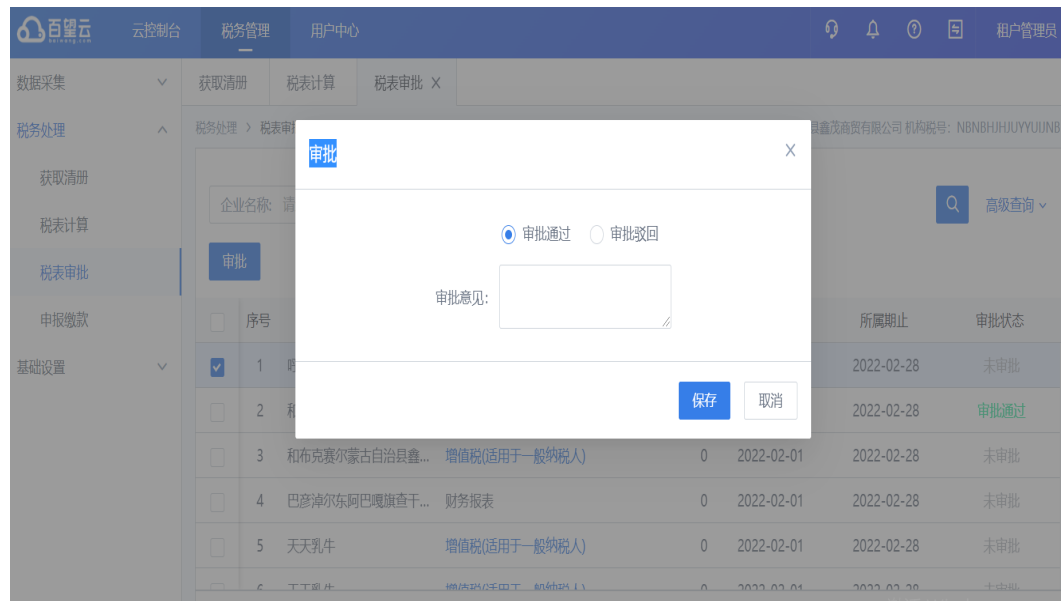 百望云 云控制台 税务管理 用户中心 租户管理员
baiwang.com
数据采集 获取清册 税表计算 税表审批 X
税务处理 税务处理 > 税表审 县鑫茂商贸有限公司 机构税号: NBNBHJHJUYYUIJNB
审批 X
获取清册
企业名称: 请 高级查询
税表计算
审批通过 审批驳回
审批
税表审批
审批意见:
申报缴款 序号 所属期止 审批状态
基础设置 1 2022-02-28 未审批
保存 取消
2 和 2022-02-28 审批通过
3 和布克赛尔蒙古自治县鑫... 增值税(适用于一般纳税人) 0 2022-02-01 2022-02-28 未审批
4 巴彦淖尔东阿巴嘎旗查干... 财务报表 0 2022-02-01 2022-02-28 未审批
5 天天乳牛 增值税(适用于一般纳税人) 0 2022-02-01 2022-02-28 未审批